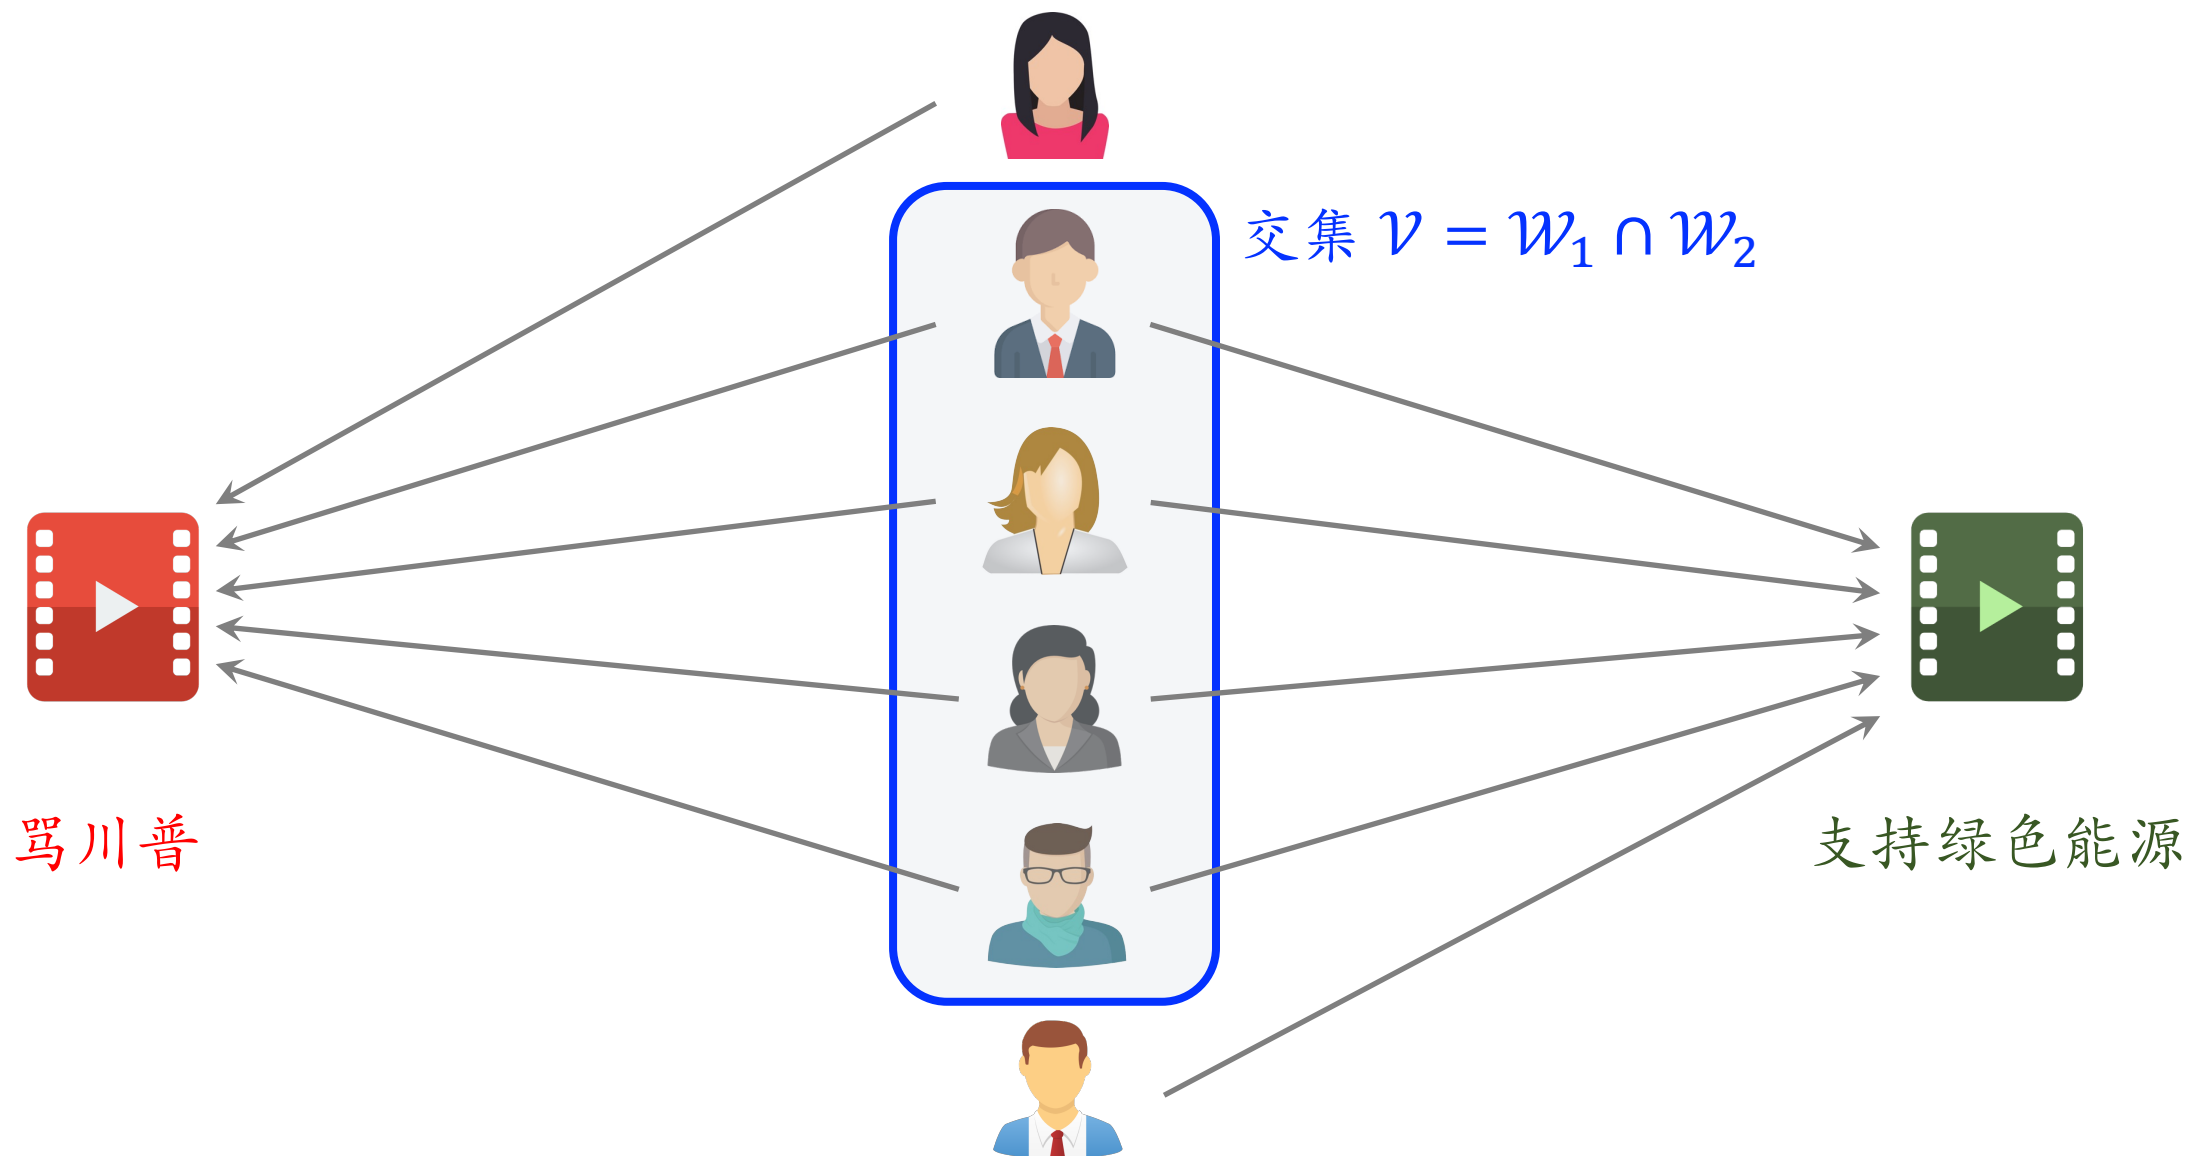 交集 𝒱 = 𝒲₁ ∩ 𝒲₂
骂川普
支持绿色能源